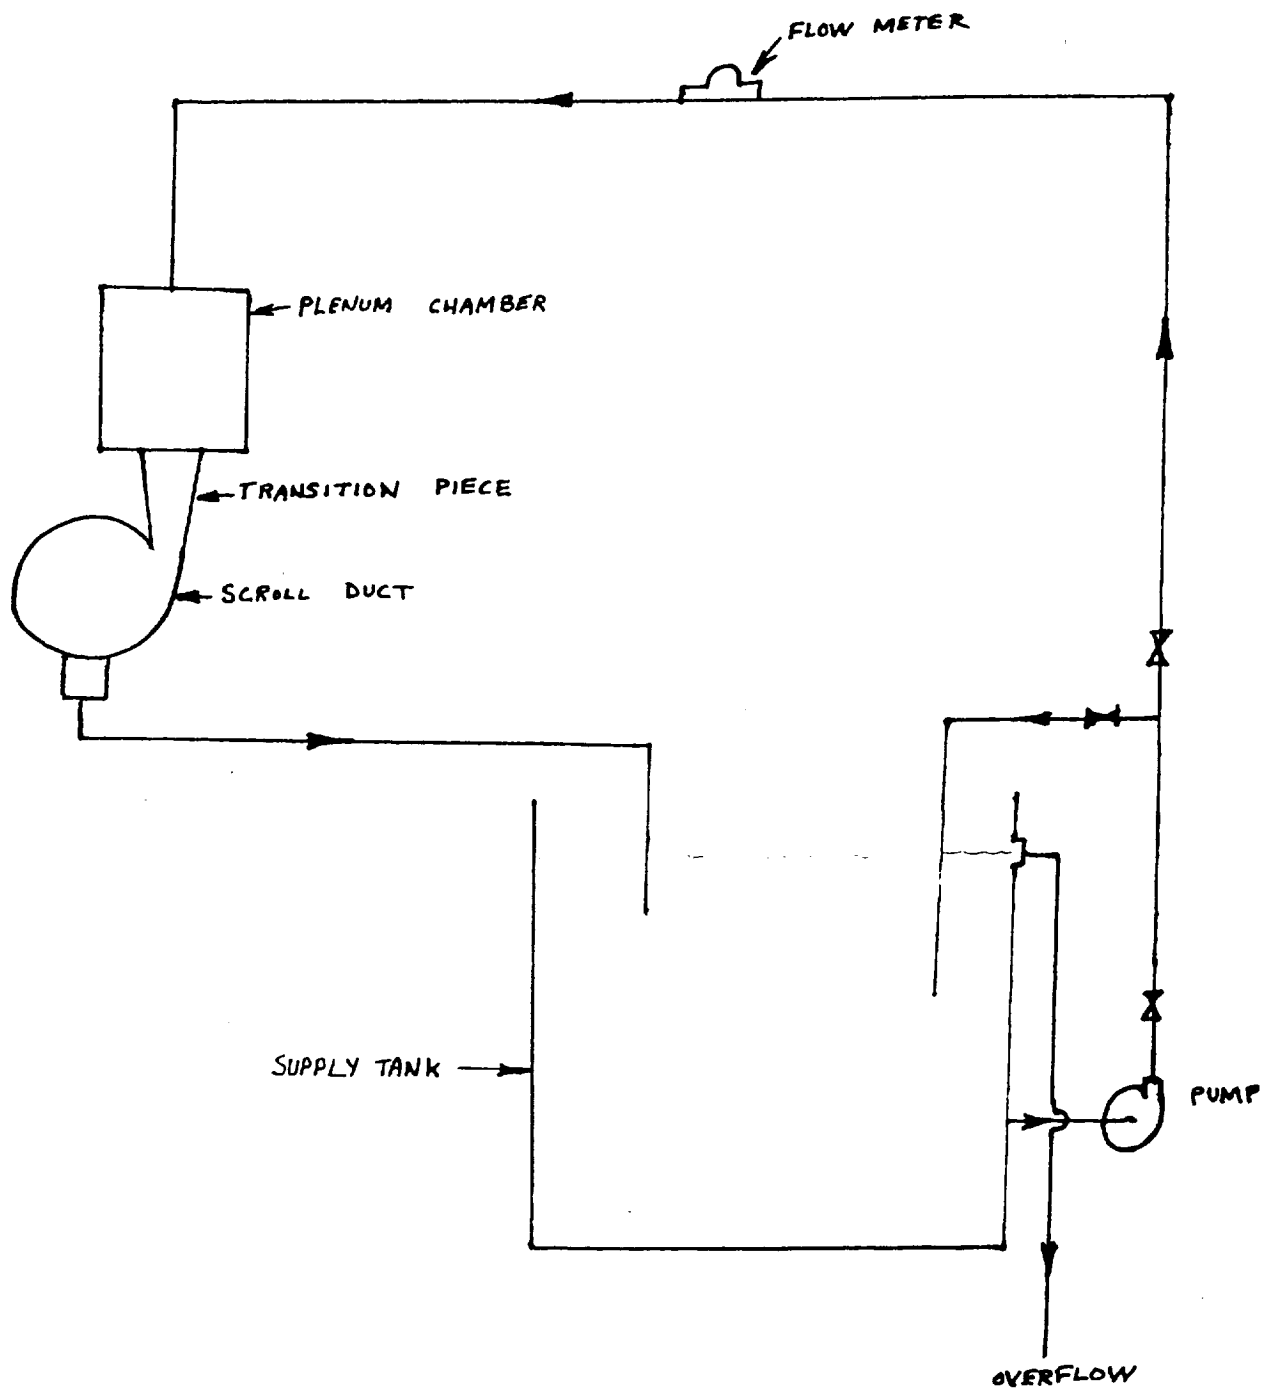 FLOW METER
PLENUM CHAMBER
TRANSITION PIECE
SCROLL DUCT
SUPPLY TANK
PUMP
OVERFLOW